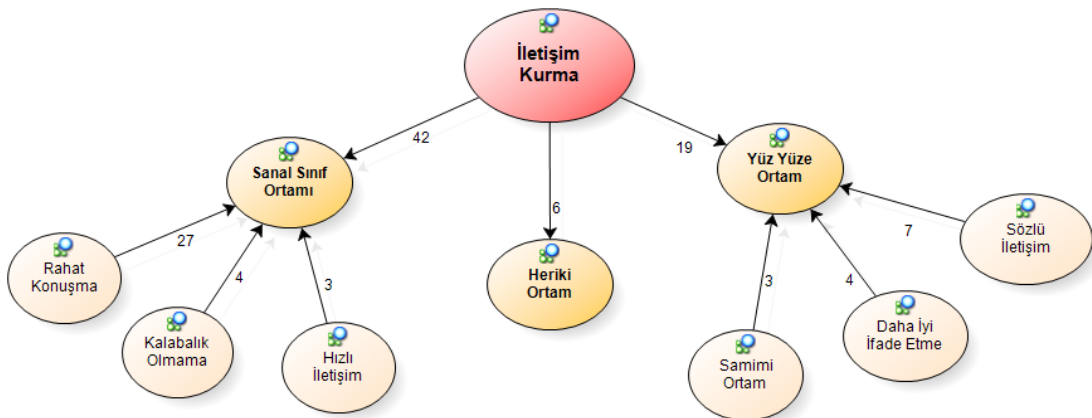 İletişim
Kurma
42
19
Sanal Sınıf
Ortamı
Yüz Yüze
Ortam
6
27
4
3
3
4
7
Rahat
Konuşma
Kalabalık
Olmama
Hızlı
İletişim
Heriki
Ortam
Samimi
Ortam
Daha İyi
İfade Etme
Sözlü
İletişim